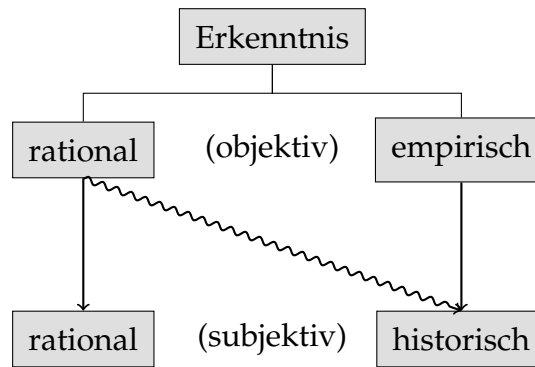 Erkenntnis
rational (objektiv) empirisch
rational (subjektiv) historisch